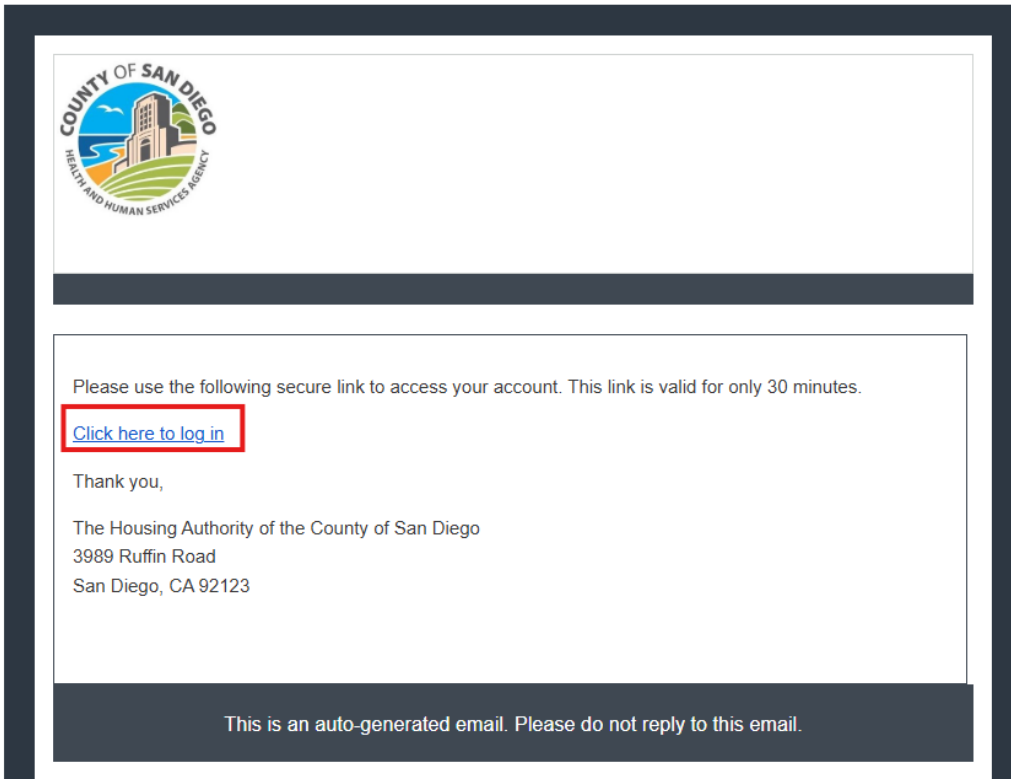 COUNTY OF SAN DIEGO
HEALTH AND HUMAN SERVICES AGENCY
Please use the following secure link to access your account. This link is valid for only 30 minutes.
Click here to log in
Thank you,
The Housing Authority of the County of San Diego
3989 Ruffin Road
San Diego, CA 92123
This is an auto-generated email. Please do not reply to this email.